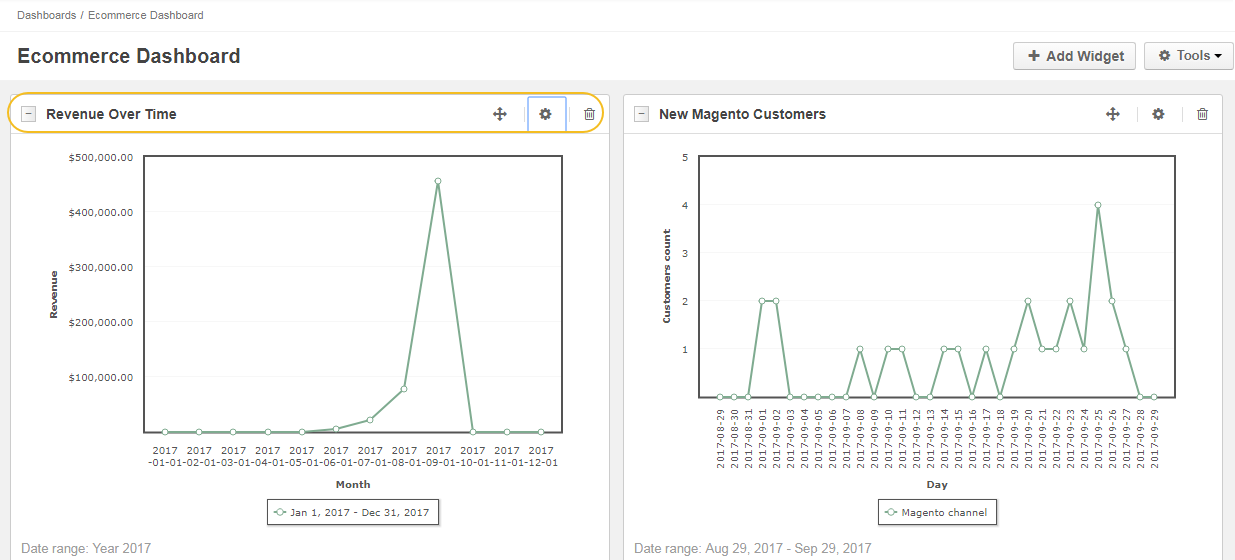 Dashboards / Ecommerce Dashboard
Ecommerce Dashboard
Add Widget
Tools
Revenue Over Time
$500,000.00
$400,000.00
$300,000.00
$200,000.00
$100,000.00
Revenue
2017 2017 2017 2017 2017 2017 2017 2017 2017 2017 2017 2017
-01-01 -02-01 -03-01 -04-01 -05-01 -06-01 -07-01 -08-01 -09-01 -10-01 -11-01 -12-01
Month
Jan 1, 2017 - Dec 31, 2017
Date range: Year 2017
New Magento Customers
5
4
3
2
1
Customers count
2017-08-29
2017-08-30
2017-08-31
2017-09-01
2017-09-02
2017-09-03
2017-09-04
2017-09-05
2017-09-06
2017-09-07
2017-09-08
2017-09-09
2017-09-10
2017-09-11
2017-09-12
2017-09-13
2017-09-14
2017-09-15
2017-09-16
2017-09-17
2017-09-18
2017-09-19
2017-09-20
2017-09-21
2017-09-22
2017-09-23
2017-09-24
2017-09-25
2017-09-26
2017-09-27
2017-09-28
2017-09-29
Day
Magento channel
Date range: Aug 29, 2017 - Sep 29, 2017